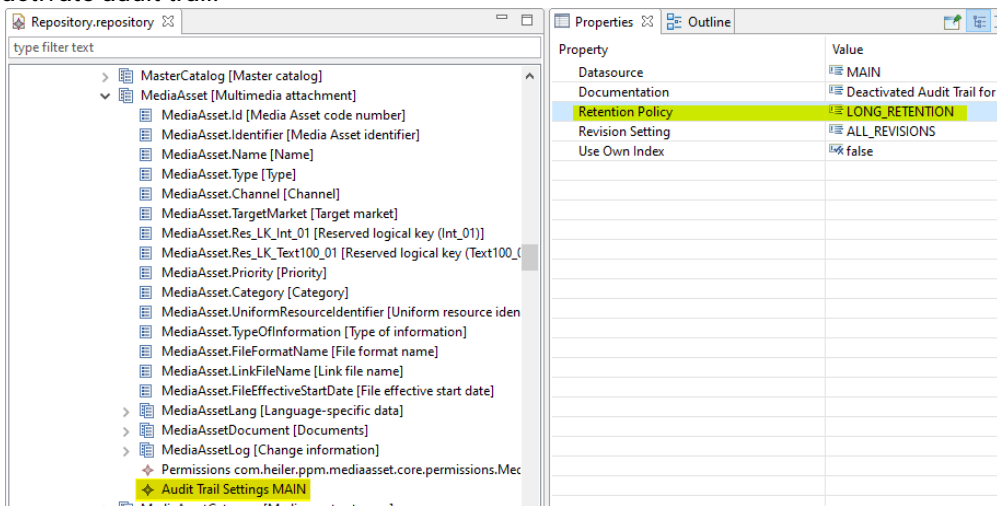 Repository.repository
type filter text
MasterCatalog [Master catalog]
MediaAsset [Multimedia attachment]
MediaAsset.Id [Media Asset code number]
MediaAsset.Identifier [Media Asset identifier]
MediaAsset.Name [Name]
MediaAsset.Type [Type]
MediaAsset.Channel [Channel]
MediaAsset.TargetMarket [Target market]
MediaAsset.Res_LK_Int_01 [Reserved logical key (Int_01)]
MediaAsset.Res_LK_Text100_01 [Reserved logical key (Text100_0
MediaAsset.Priority [Priority]
MediaAsset.Category [Category]
MediaAsset.UniformResourceIdentifier [Uniform resource iden
MediaAsset.TypeOfInformation [Type of information]
MediaAsset.FileFormatName [File format name]
MediaAsset.LinkFileName [Link file name]
MediaAsset.FileEffectiveStartDate [File effective start date]
MediaAssetLang [Language-specific data]
MediaAssetDocument [Documents]
MediaAssetLog [Change information]
Permissions com.heiler.ppm.mediaasset.core.permissions.Mec
Audit Trail Settings MAIN
Properties Outline
Property Value
Datasource MAIN
Documentation Deactivated Audit Trail for
Retention Policy LONG_RETENTION
Revision Setting ALL_REVISIONS
Use Own Index false